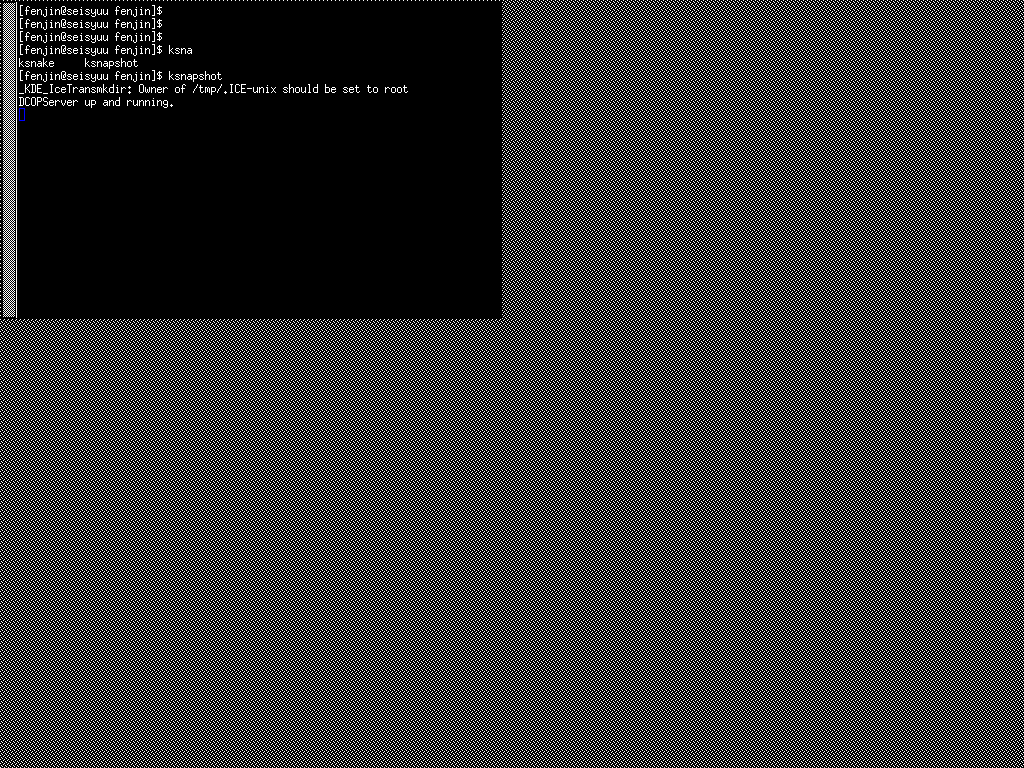 [fenjin@seisyuu fenjin]$
[fenjin@seisyuu fenjin]$
[fenjin@seisyuu fenjin]$
[fenjin@seisyuu fenjin]$ ksna
ksnake     ksnapshot
[fenjin@seisyuu fenjin]$ ksnapshot
_KDE_IceTransmkdir: Owner of /tmp/.ICE-unix should be set to root
DCOPServer up and running.